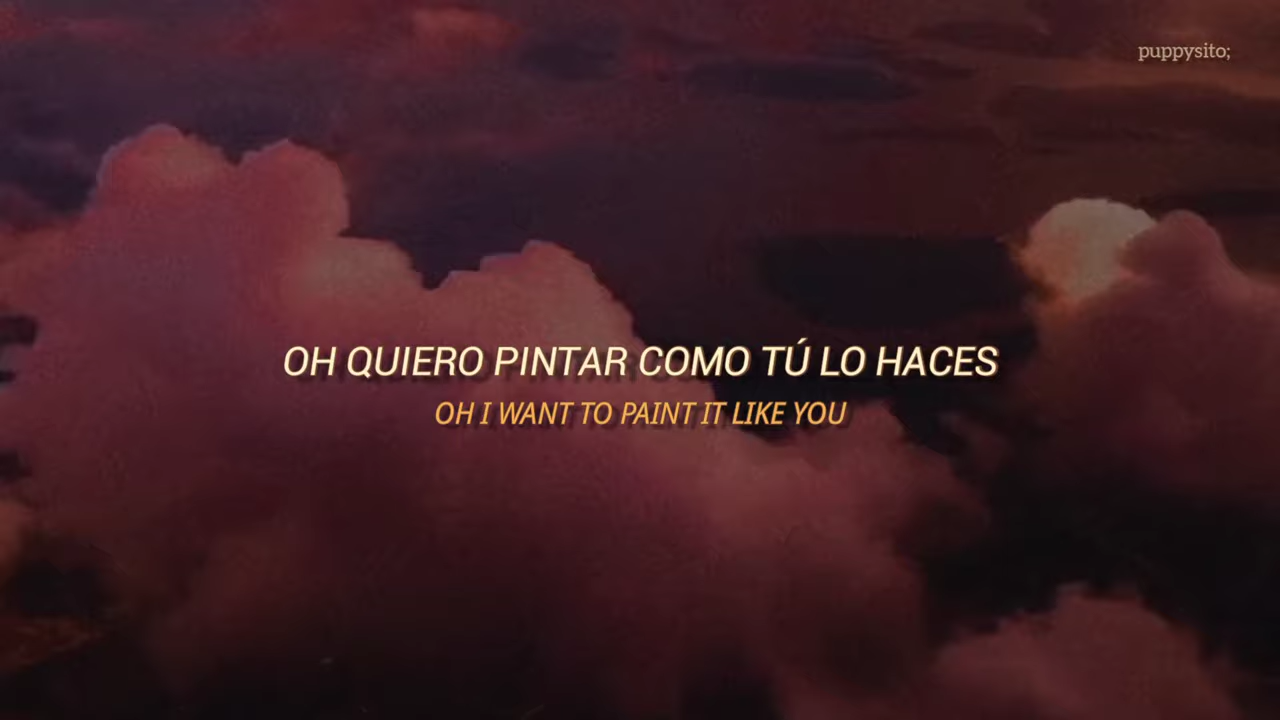 puppysito;
OH QUIERO PINTAR COMO TÚ LO HACES
OH I WANT TO PAINT IT LIKE YOU